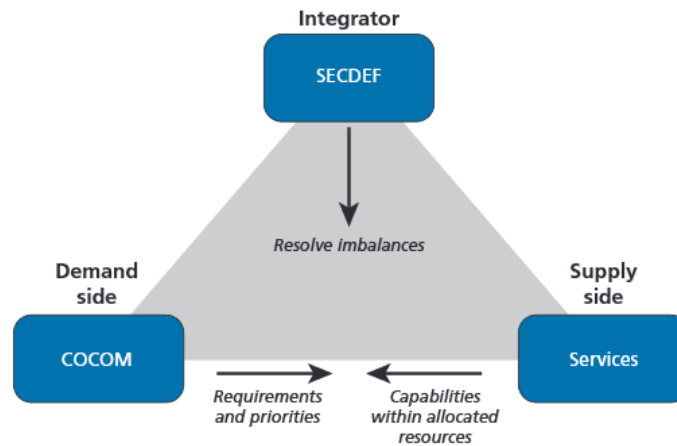 Integrator
SECDEF
Resolve imbalances
Demand
side
COCOM
Supply
side
Services
Requirements
and priorities
Capabilities
within allocated
resources